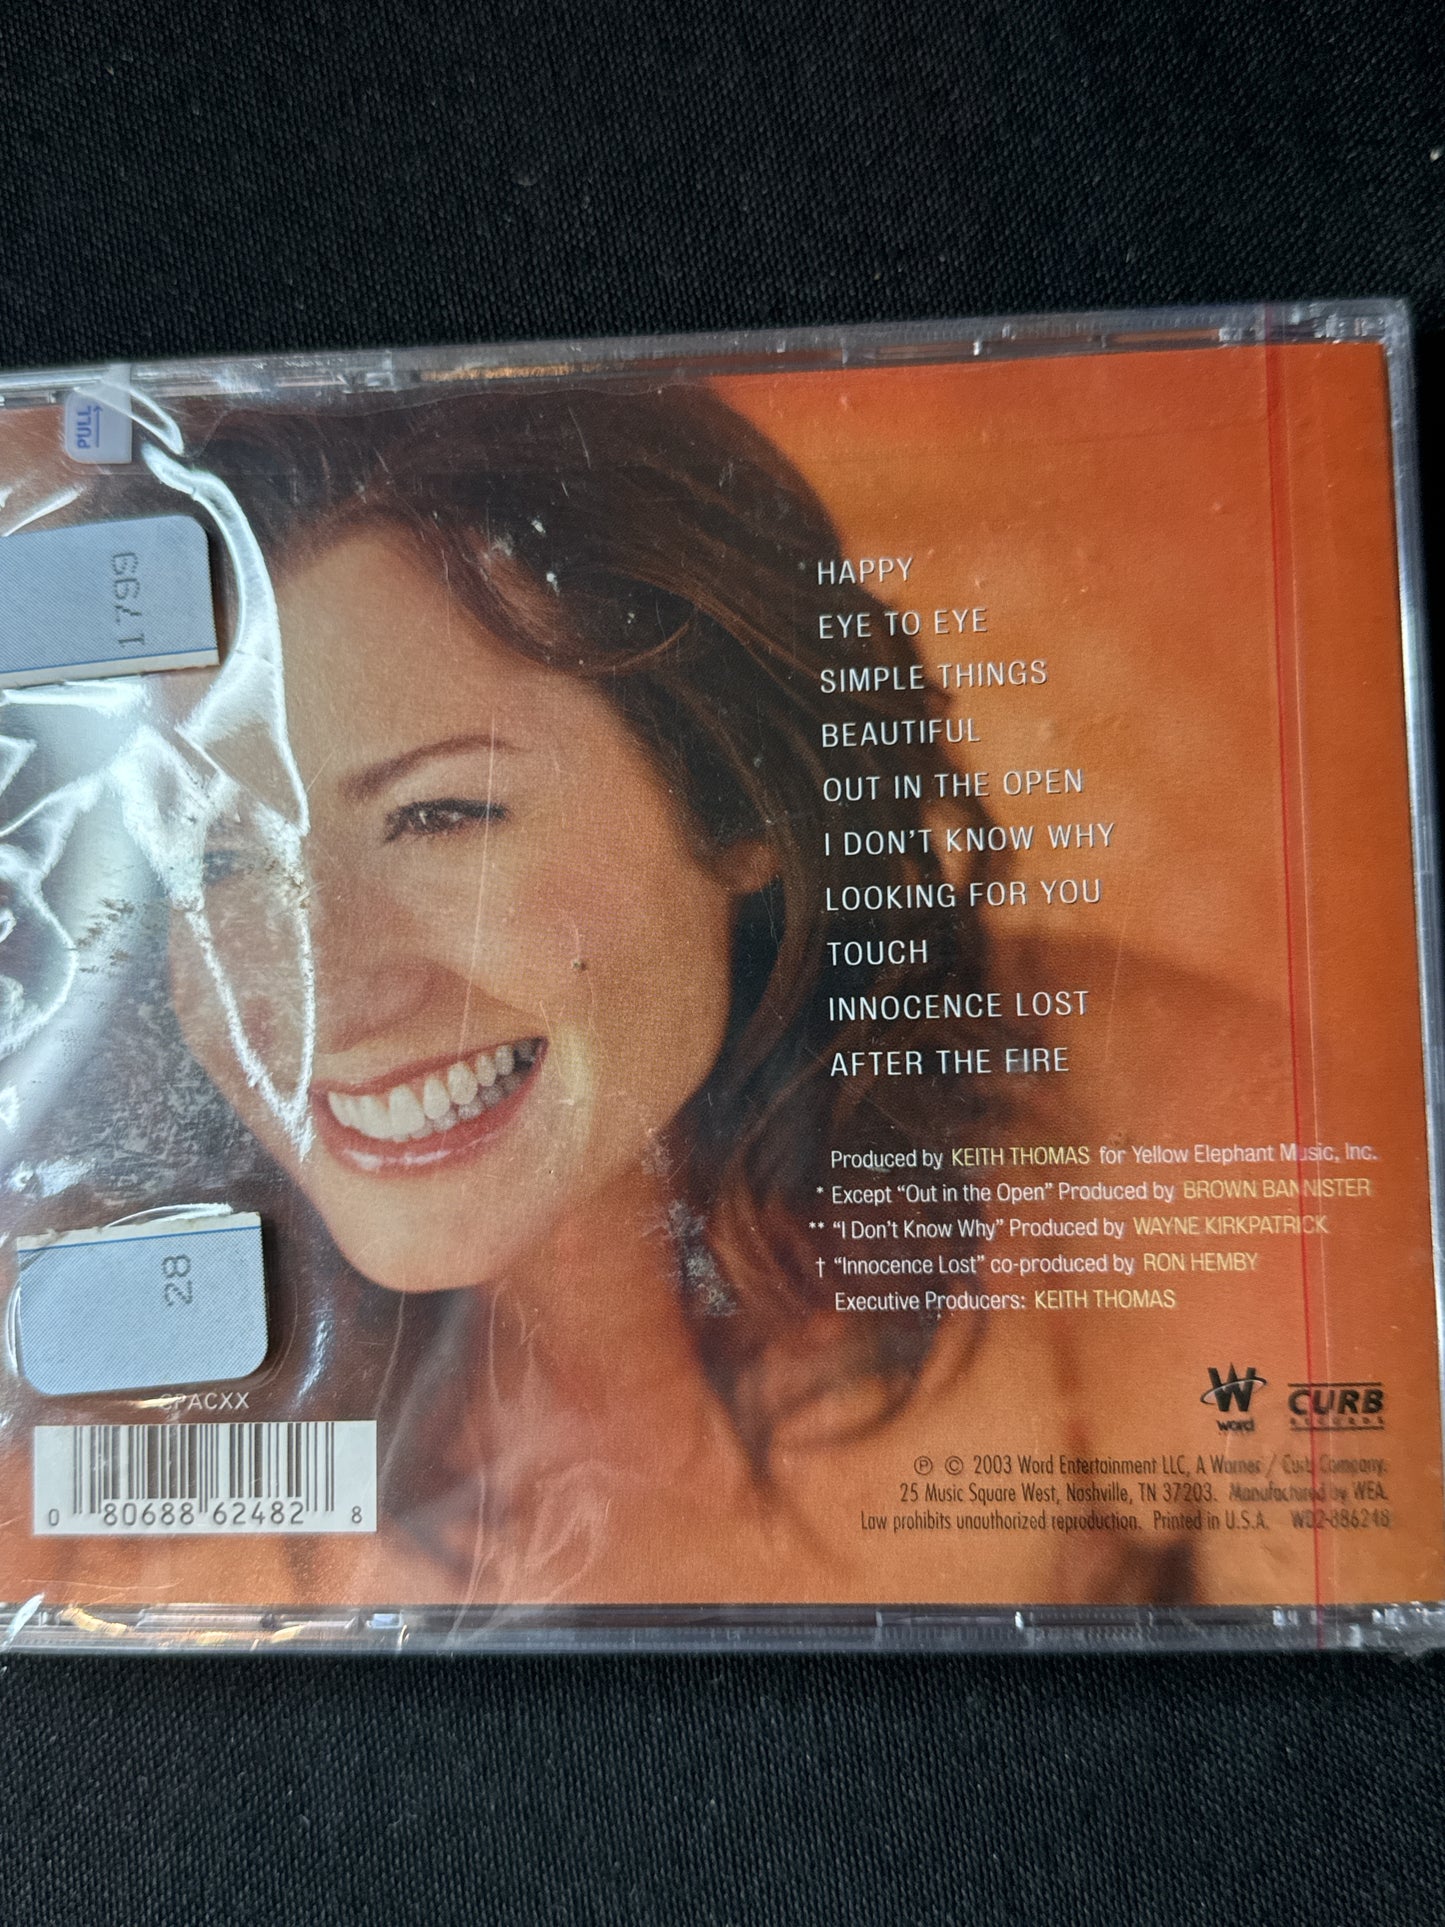 PULL
1799
HAPPY
EYE TO EYE
SIMPLE THINGS
BEAUTIFUL
OUT IN THE OPEN
I DON'T KNOW WHY
LOOKING FOR YOU
TOUCH
INNOCENCE LOST
AFTER THE FIRE
Produced by KEITH THOMAS for Yellow Elephant Music, Inc.
* Except "Out in the Open" Produced by BROWN BANNISTER
** "I Don't Know Why" Produced by WAYNE KIRKPATRICK
† "Innocence Lost" co-produced by RON HEMBY
Executive Producers: KEITH THOMAS
28
SPACXX
0 80688 62482 8
W
word
CURB
RECORDS
Ⓟ © 2003 Word Entertainment LLC, A Warner / Curb Company.
25 Music Square West, Nashville, TN 37203. Manufactured by WEA.
Law prohibits unauthorized reproduction. Printed in U.S.A. WD2-886248